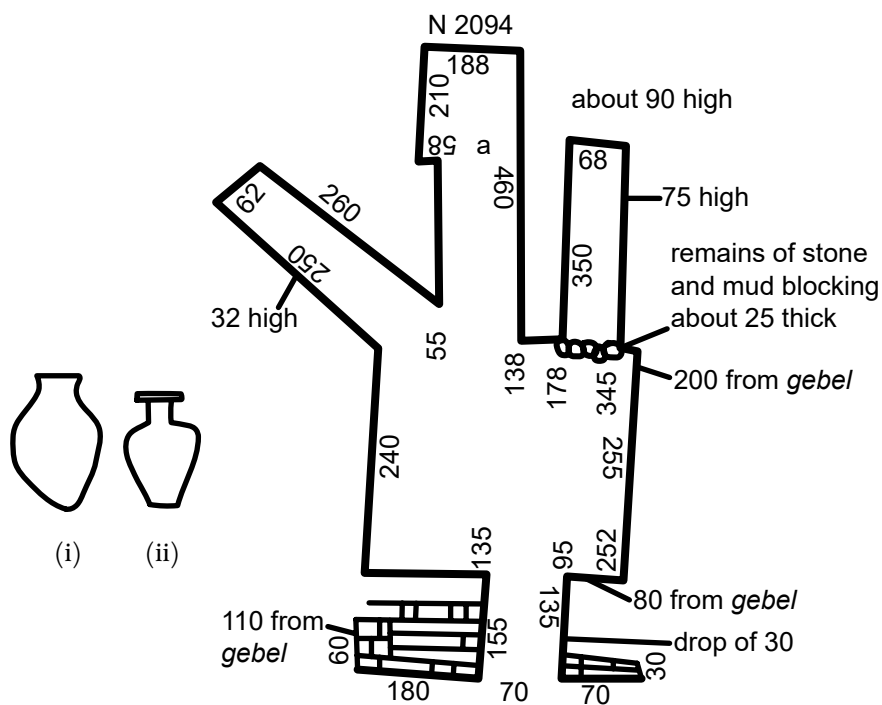 N 2094
188
210
about 90 high
58
a
68
62
260
460
75 high
250
350
remains of stone
and mud blocking
about 25 thick
32 high
55
138
178
345
200 from gebel
240
255
(i)
(ii)
135
95
252
135
80 from gebel
110 from
gebel
155
drop of 30
60
30
180
70
70